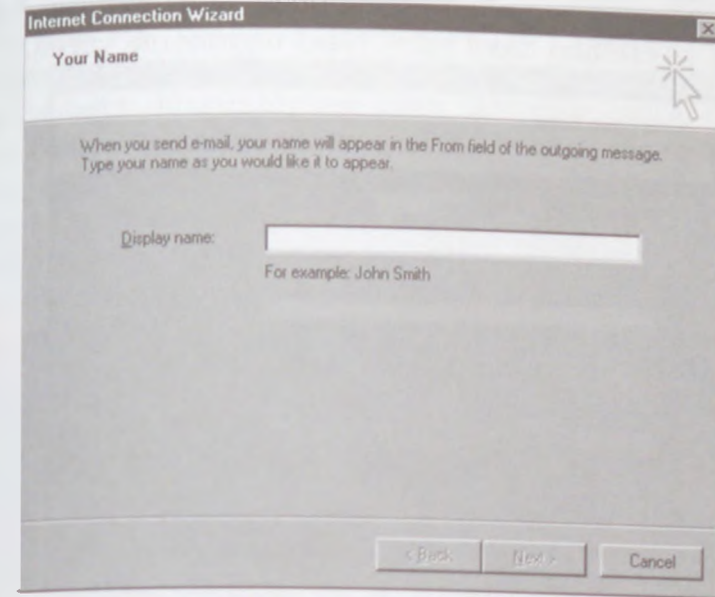 Internet Connection Wizard
Your Name
When you send e-mail, your name will appear in the From field of the outgoing message.
Type your name as you would like it to appear.
Display name:
For example: John Smith
< Back Next > Cancel